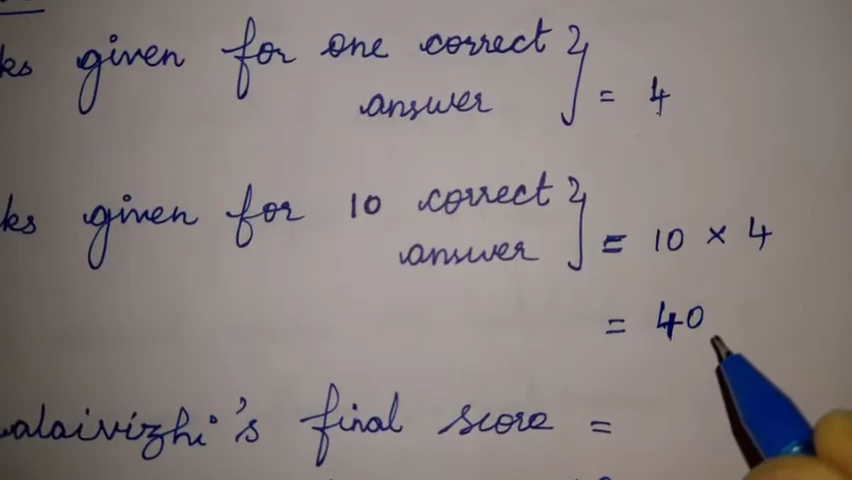 ks given for one correct
answer } = 4
ks given for 10 correct
answer } = 10 × 4
= 40
alaivizhi's final score =